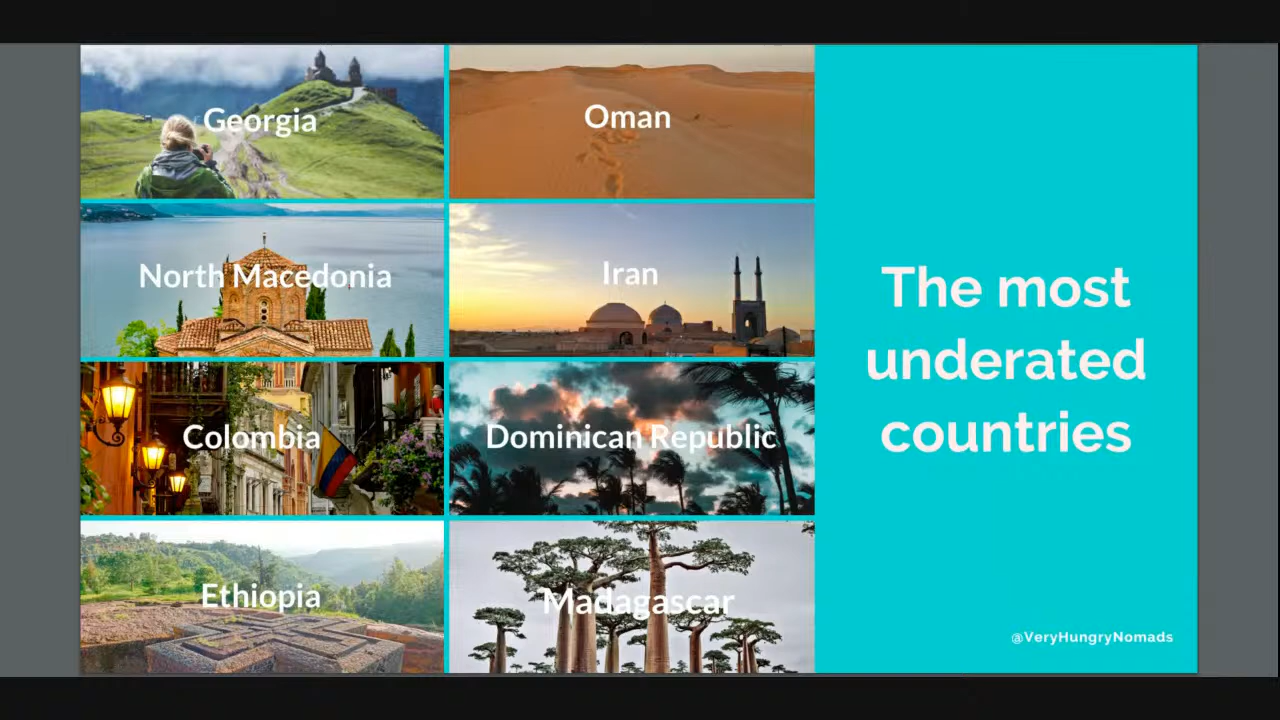 Georgia
Oman
North Macedonia
Iran
Colombia
Dominican Republic
Ethiopia
Madagascar
The most
underated
countries
@VeryHungryNomads